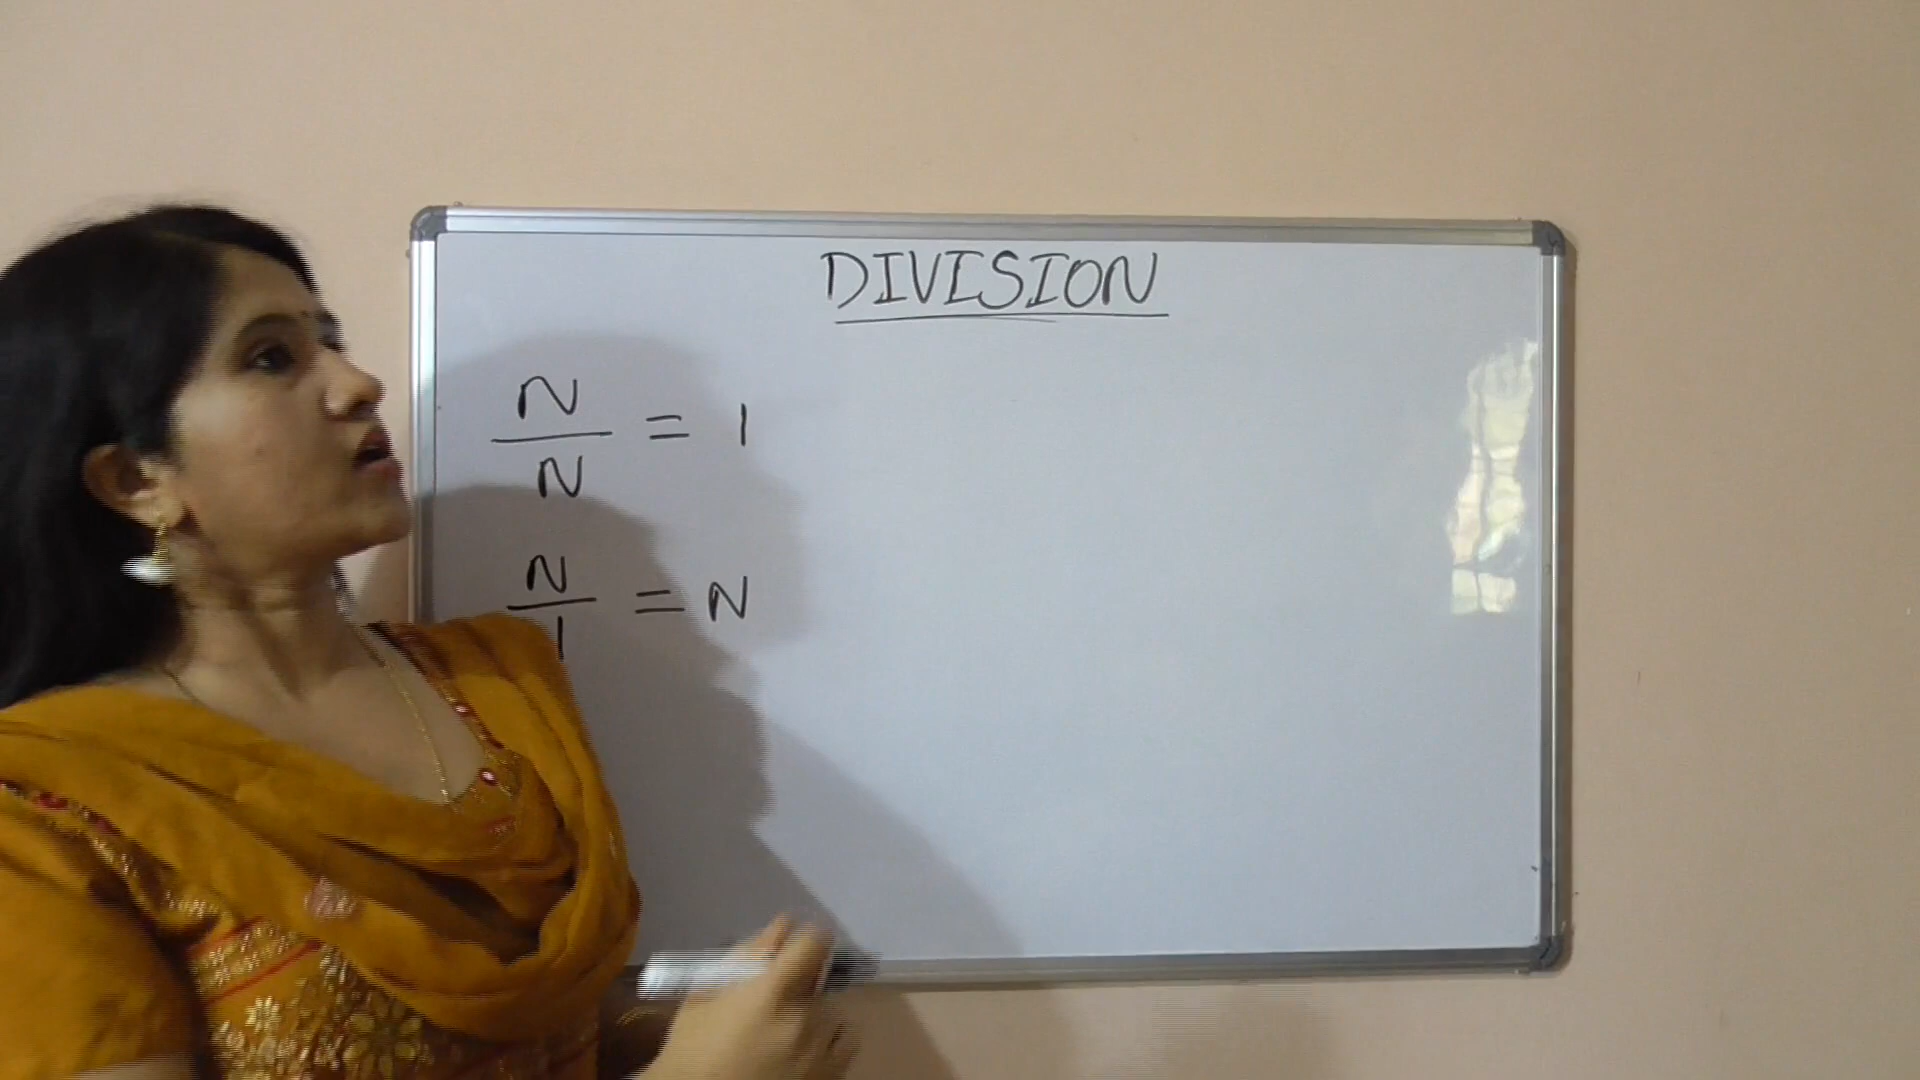 DIVISION
N/N = 1
N/1 = N